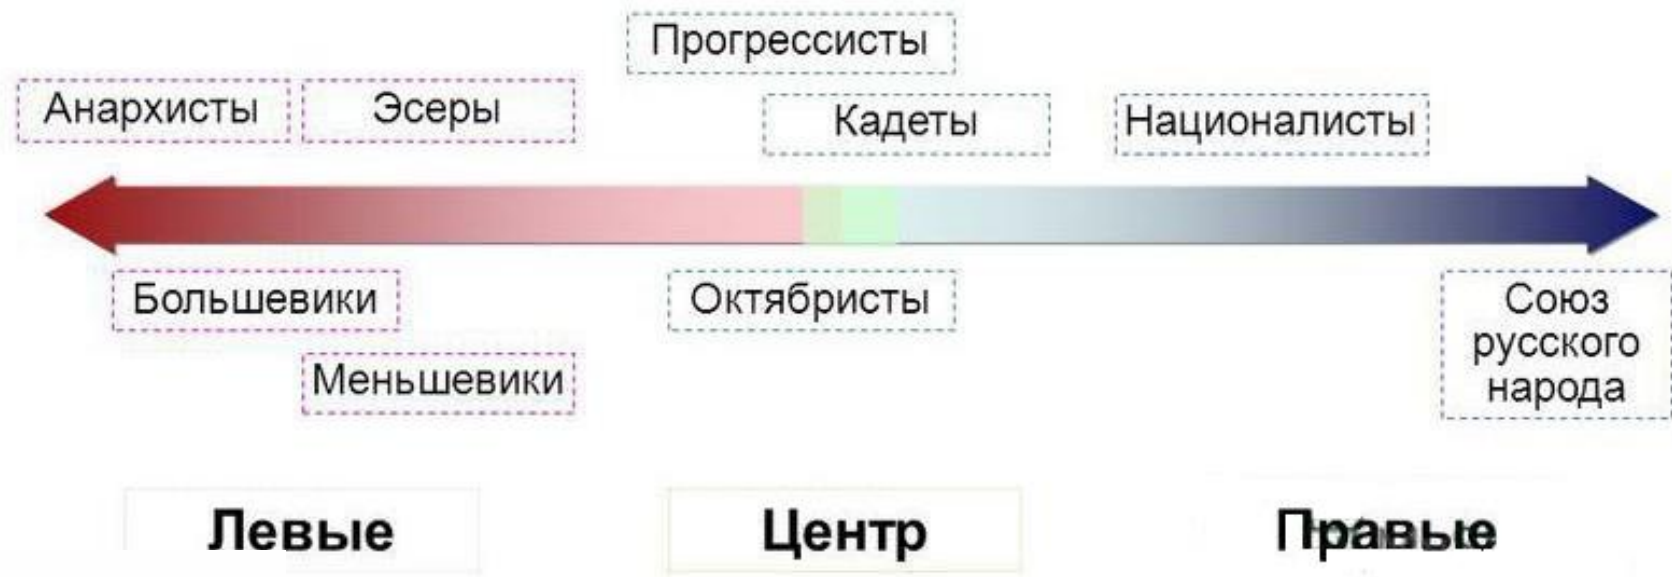 Прогрессисты
Анархисты
Эсеры
Кадеты
Националисты
Большевики
Октябристы
Союз
русского
народа
Меньшевики
Левые
Центр
Правые